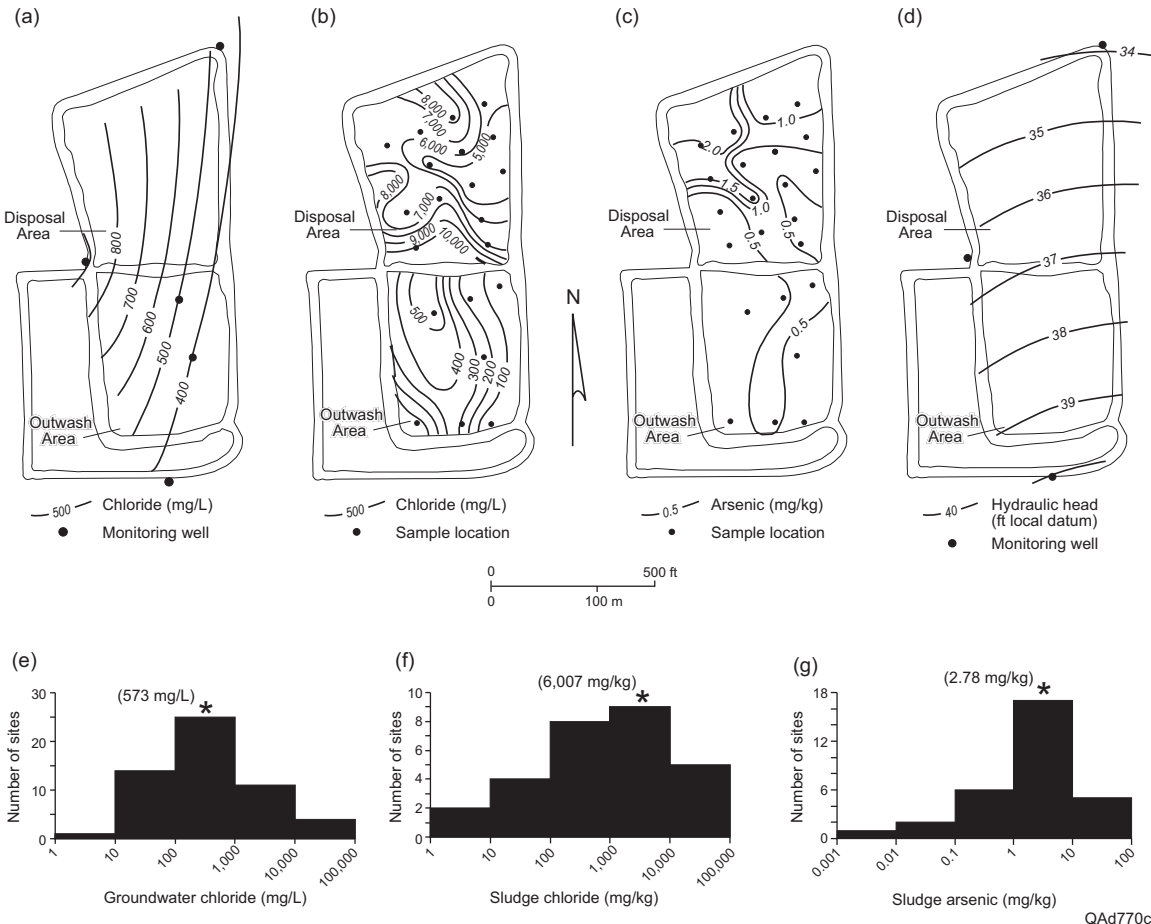 (a)
800
700
600
500
400
Disposal
Area
Outwash
Area
500 Chloride (mg/L)
Monitoring well
(b)
8,000
7,000
6,000
5,000
8,000
7,000
9,000
10,000
500
400
300
200
100
Disposal
Area
Outwash
Area
500 Chloride (mg/L)
Sample location
N
(c)
1.0
2.0
1.5
1.0
0.5
0.5
0.5
Disposal
Area
Outwash
Area
0.5 Arsenic (mg/kg)
Sample location
(d)
34
35
36
37
38
39
Disposal
Area
Outwash
Area
40 Hydraulic head
(ft local datum)
Monitoring well
0 500 ft
0 100 m
(e)
(573 mg/L)
*
Number of sites
30
20
10
0
1 10 100 1,000 10,000 100,000
Groundwater chloride (mg/L)
(f)
(6,007 mg/kg)
*
Number of sites
10
8
6
4
2
0
1 10 100 1,000 10,000 100,000
Sludge chloride (mg/kg)
(g)
(2.78 mg/kg)
*
Number of sites
18
12
6
0
0.001 0.01 0.1 1 10 100
Sludge arsenic (mg/kg)
QAd770c